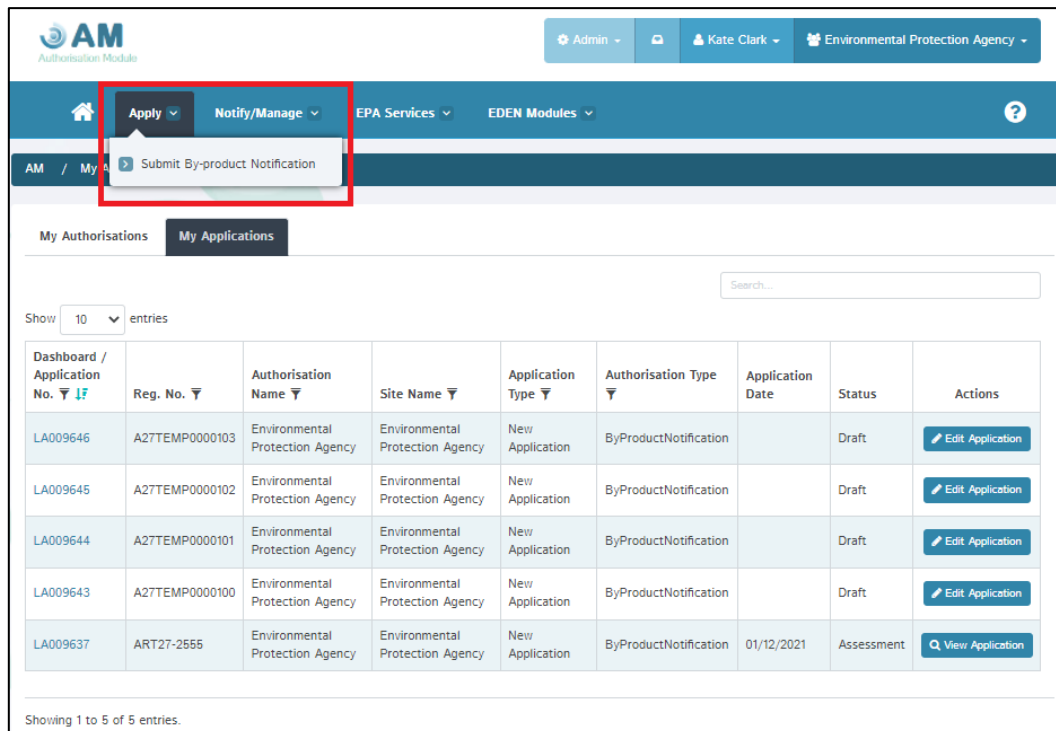 AM
Authorisation Module
Admin
Kate Clark
Environmental Protection Agency
Apply
Notify/Manage
EPA Services
EDEN Modules
?
Submit By-product Notification
AM / My A
My Authorisations
My Applications
Search...
Show 10 entries
Dashboard /
Application
No.
Reg. No.
Authorisation
Name
Site Name
Application
Type
Authorisation Type
Application
Date
Status
Actions
LA009646
A27TEMP0000103
Environmental
Protection Agency
Environmental
Protection Agency
New
Application
ByProductNotification
Draft
Edit Application
LA009645
A27TEMP0000102
Environmental
Protection Agency
Environmental
Protection Agency
New
Application
ByProductNotification
Draft
Edit Application
LA009644
A27TEMP0000101
Environmental
Protection Agency
Environmental
Protection Agency
New
Application
ByProductNotification
Draft
Edit Application
LA009643
A27TEMP0000100
Environmental
Protection Agency
Environmental
Protection Agency
New
Application
ByProductNotification
Draft
Edit Application
LA009637
ART27-2555
Environmental
Protection Agency
Environmental
Protection Agency
New
Application
ByProductNotification
01/12/2021
Assessment
View Application
Showing 1 to 5 of 5 entries.